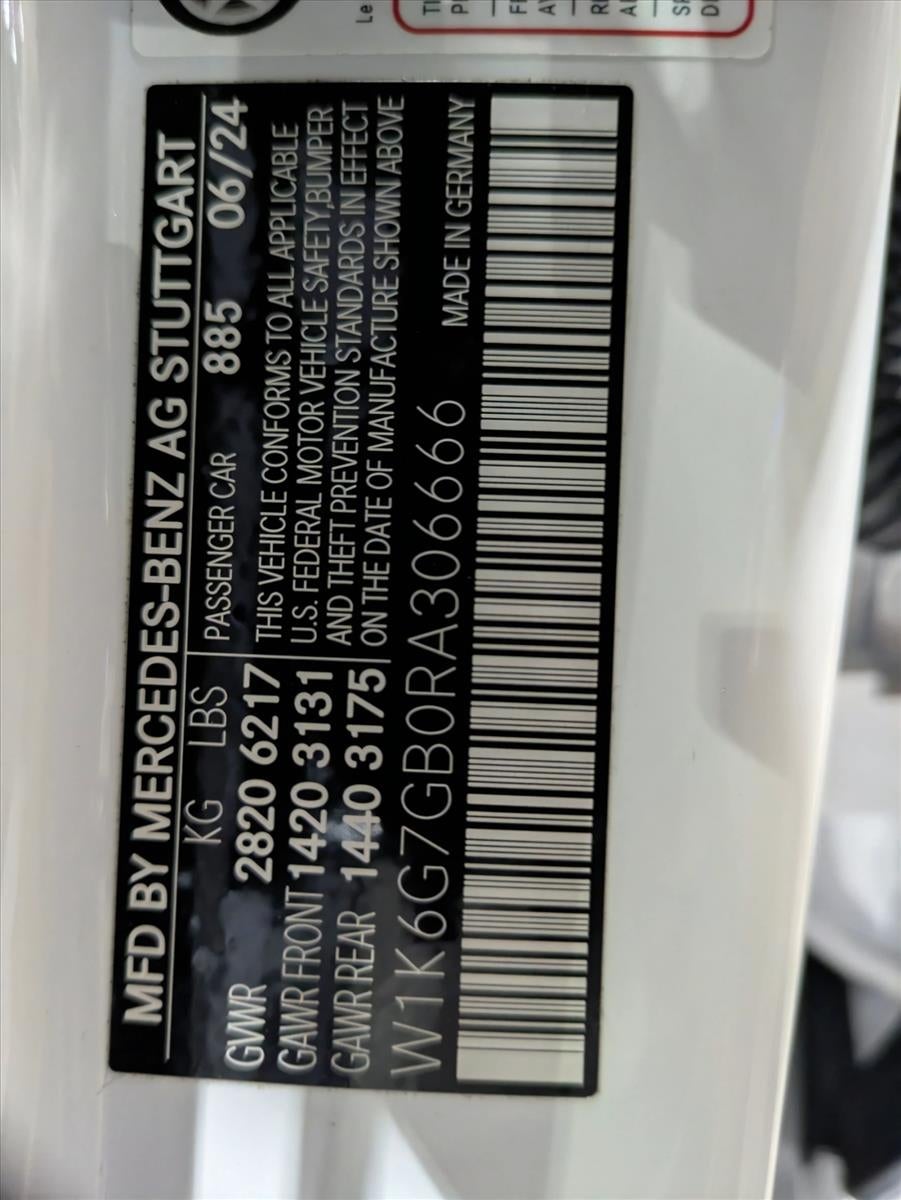 MFD BY MERCEDES-BENZ AG STUTTGART
KG LBS PASSENGER CAR 885 06/24
GVWR 2820 6217 THIS VEHICLE CONFORMS TO ALL APPLICABLE
U.S. FEDERAL MOTOR VEHICLE SAFETY,BUMPER
GAWR FRONT 1420 3131 AND THEFT PREVENTION STANDARDS IN EFFECT
GAWR REAR 1440 3175 ON THE DATE OF MANUFACTURE SHOWN ABOVE
W1K6G7GB0RA306666 MADE IN GERMANY